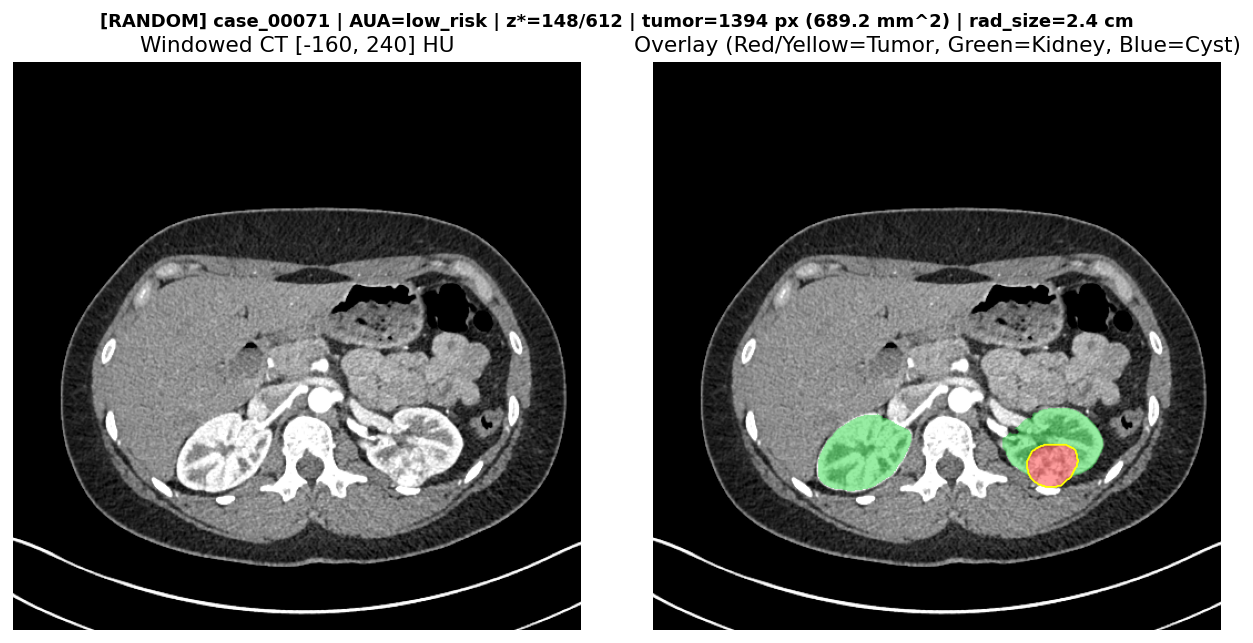 [RANDOM] case_00071 | AUA=low_risk | z*=148/612 | tumor=1394 px (689.2 mm^2) | rad_size=2.4 cm
Windowed CT [-160, 240] HU
Overlay (Red/Yellow=Tumor, Green=Kidney, Blue=Cyst)